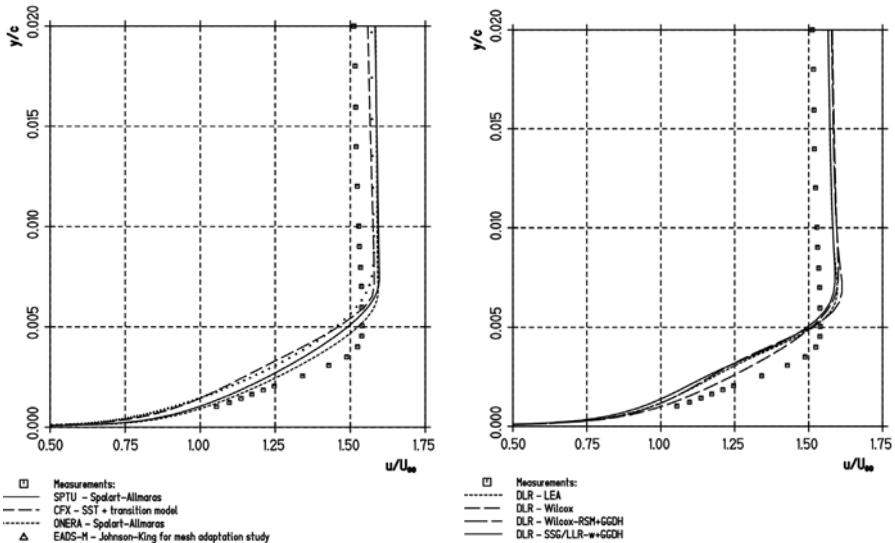 y/c
0.020
0.015
0.010
0.005
0.000
0.50
0.75
1.00
1.25
1.50
1.75
u/U∞
Measurements:
SPTU - Spalart-Allmaras
CFX - SST + transition model
ONERA - Spalart-Allmaras
EADS-M - Johnson-King for mesh adaptation study
y/c
0.020
0.015
0.010
0.005
0.000
0.50
0.75
1.00
1.25
1.50
1.75
u/U∞
Measurements:
DLR - LEA
DLR - Wilcox
DLR - Wilcox-RSM+GGDH
DLR - SSG/LLR-w+GGDH